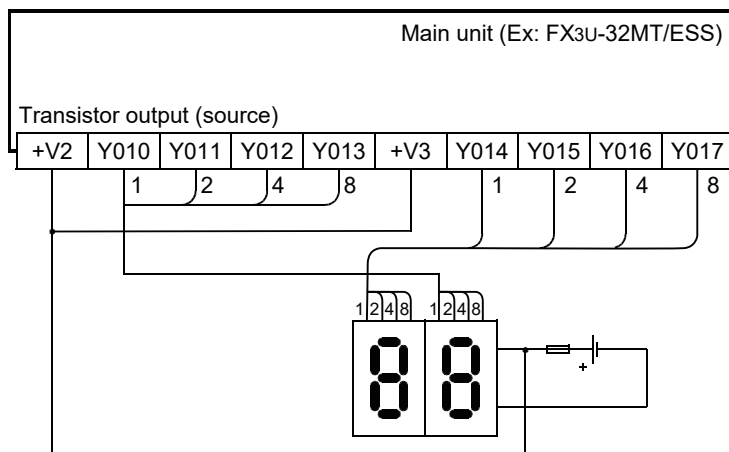 Main unit (Ex: FX3U-32MT/ESS)
Transistor output (source)
+V2 Y010 Y011 Y012 Y013 +V3 Y014 Y015 Y016 Y017
1 2 4 8 1 2 4 8
1 2 4 8 1 2 4 8
88
+